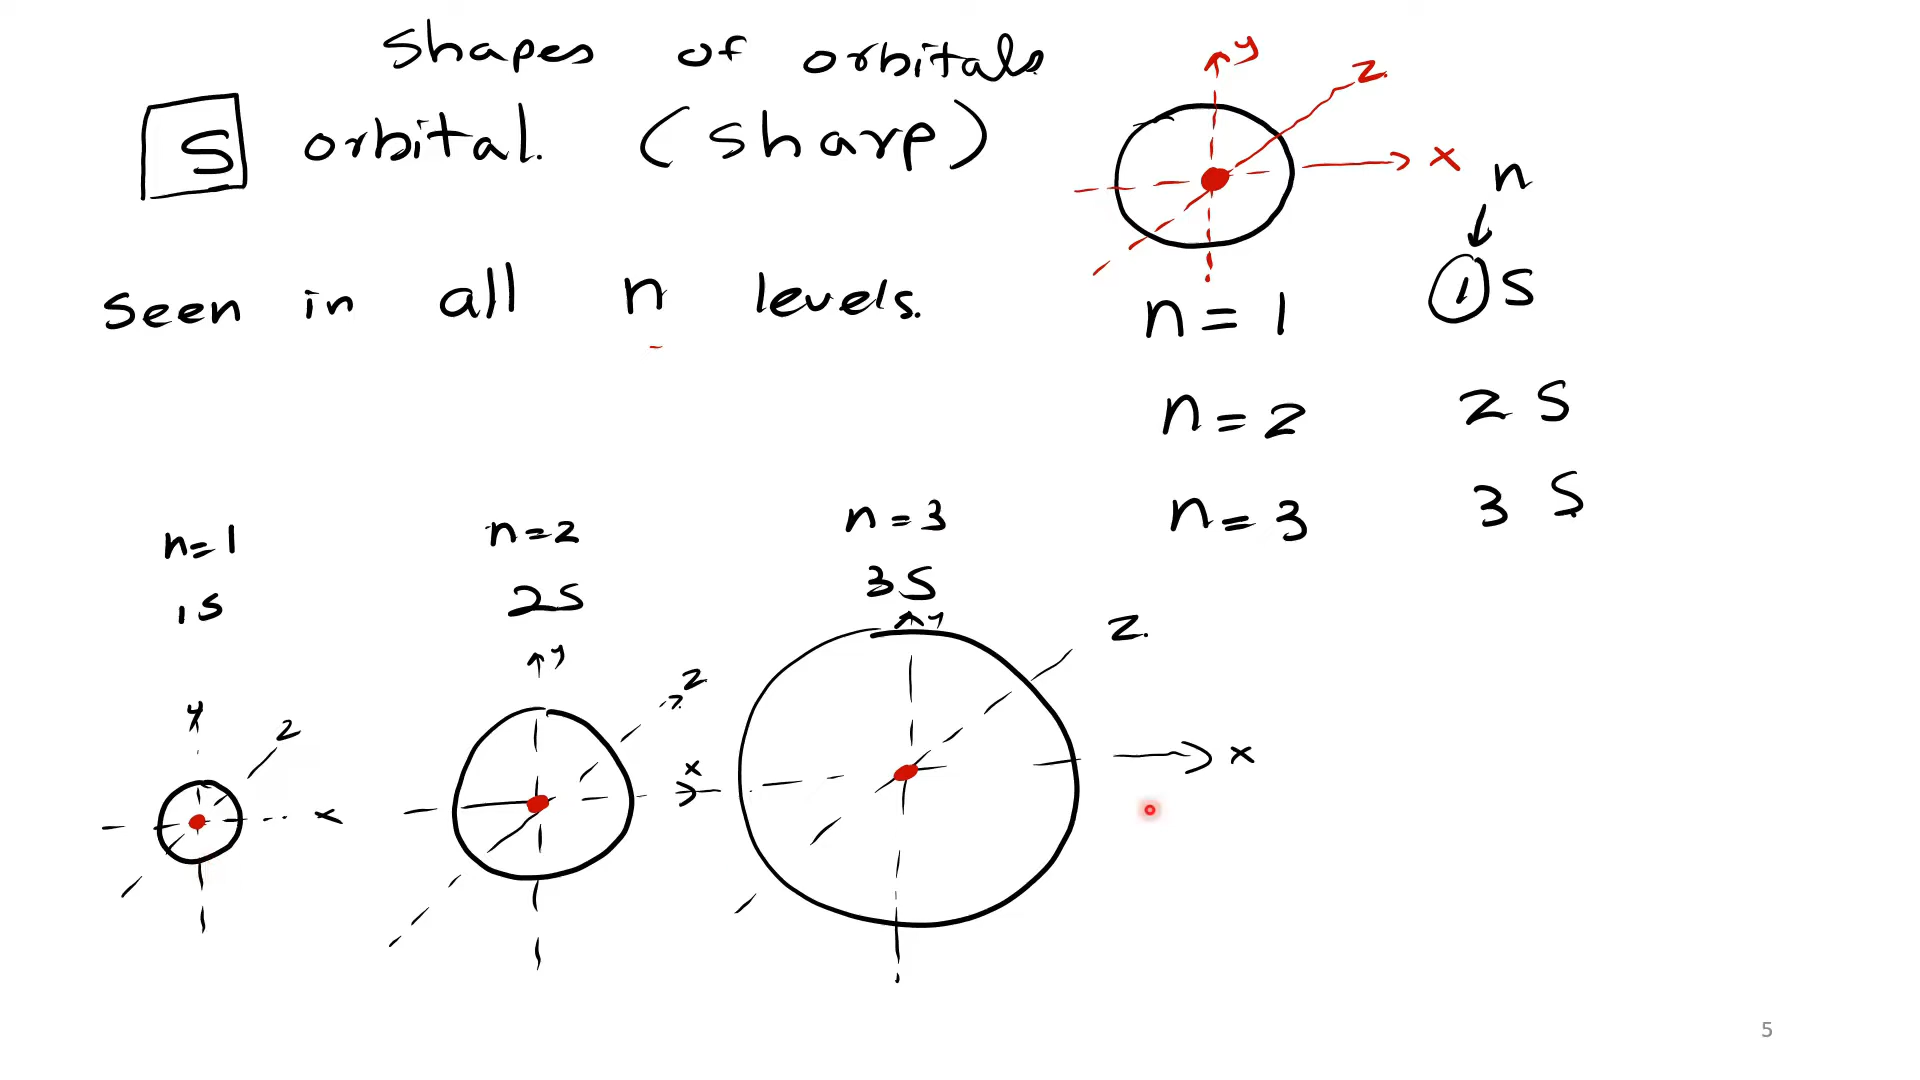 Shapes of orbitals
S orbital. (sharp)
y
z
x
n
seen in all n levels.
n = 1 1 S
n = 2 2 S
n = 3 3 S
n=1
1S
y
z
x
n=2
2S
y
z
x
n = 3
3S
y
z
x
5